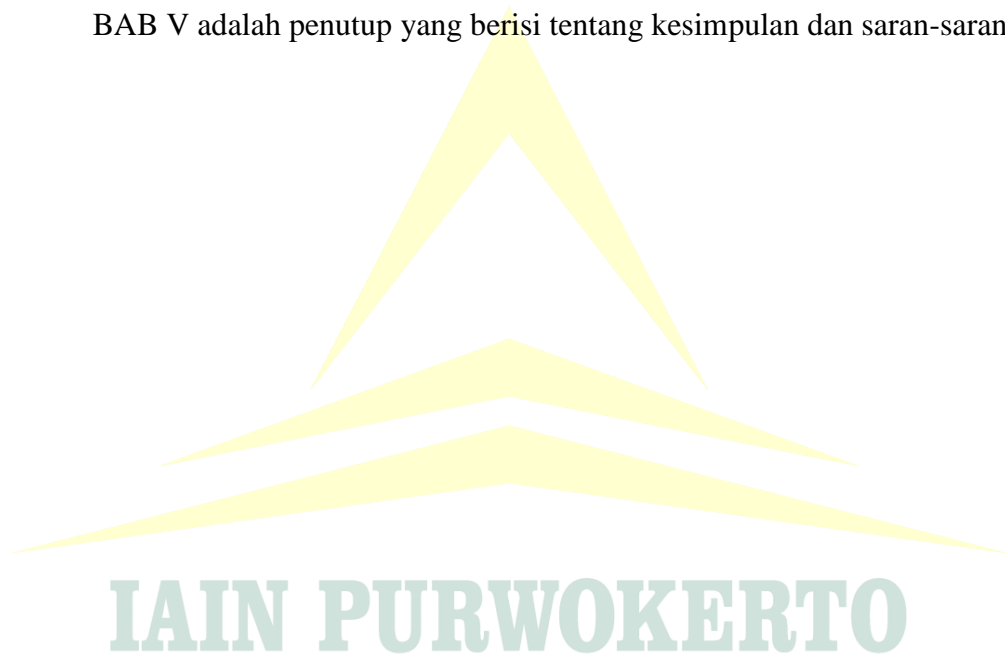 BAB V adalah penutup yang berisi tentang kesimpulan dan saran-saran
IAIN PURWOKERTO